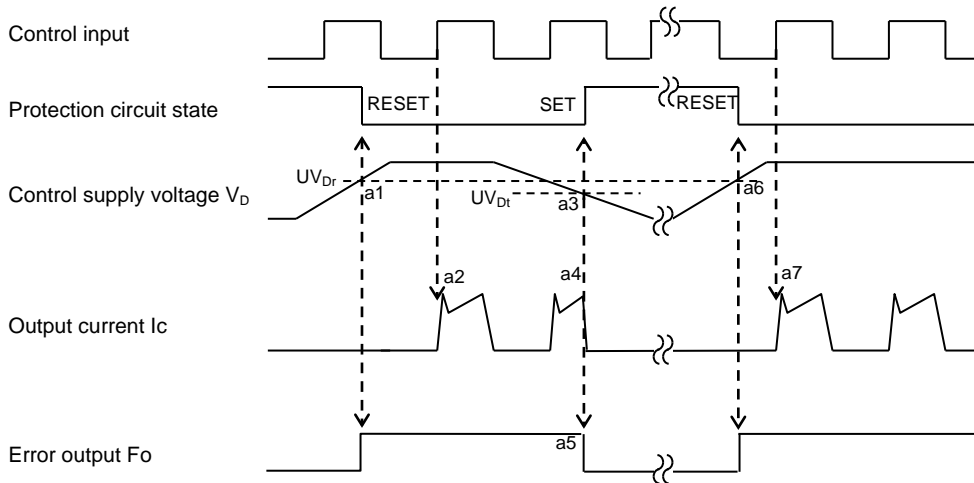 Control input
Protection circuit state
RESET
SET
RESET
Control supply voltage VD
UVDr
a1
UVDt
a3
a6
a2
a4
a7
Output current Ic
Error output Fo
a5